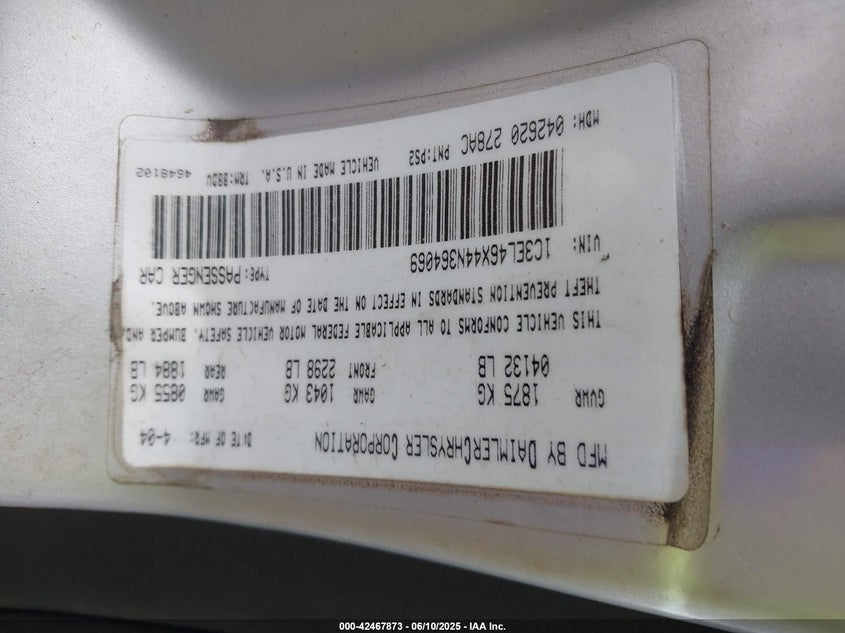 MFD BY DAIMLERCHRYSLER CORPORATION DATE OF MFR: 4-04
GVWR 1875 KG GAWR 1043 KG GAWR 0855 KG
04132 LB FRONT 2298 LB REAR 1884 LB
THIS VEHICLE CONFORMS TO ALL APPLICABLE FEDERAL MOTOR VEHICLE SAFETY, BUMPER AND
THEFT PREVENTION STANDARDS IN EFFECT ON THE DATE OF MANUFACTURE SHOWN ABOVE.
VIN: 1C3EL46X44N364069 TYPE: PASSENGER CAR
MDH: 042620 278AC PNT:PS2 VEHICLE MADE IN U.S.A. TRM:B8DV 4648102
000-42467873 / 06/10/2025 - IAA Inc.